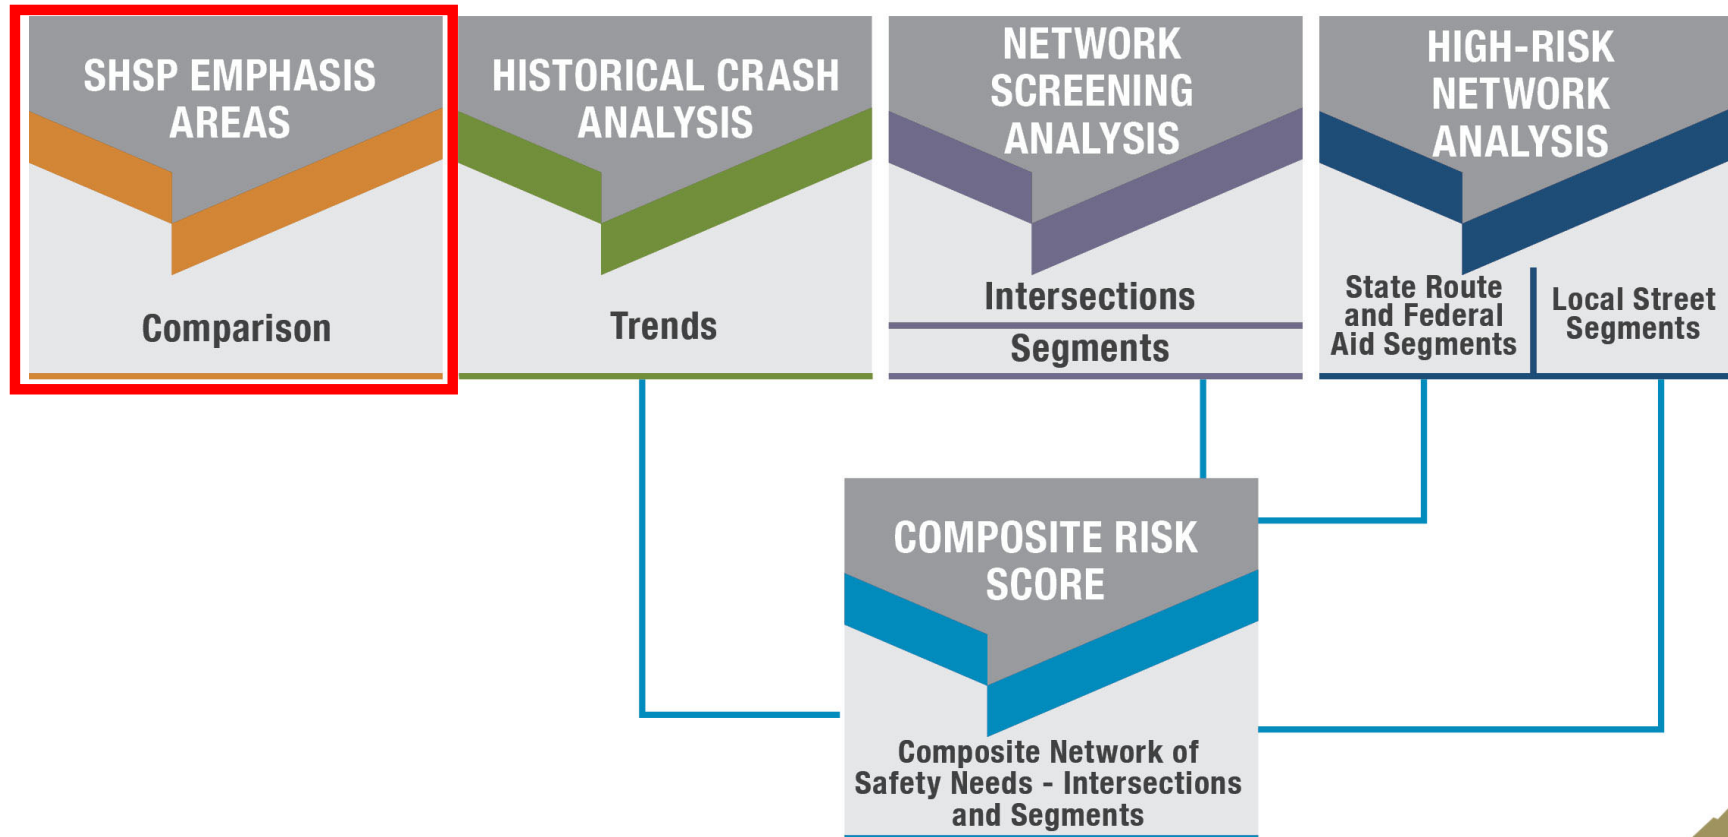 SHSP EMPHASIS
AREAS
Comparison
HISTORICAL CRASH
ANALYSIS
Trends
NETWORK
SCREENING
ANALYSIS
Intersections
Segments
HIGH-RISK
NETWORK
ANALYSIS
State Route
and Federal
Aid Segments
Local Street
Segments
COMPOSITE RISK
SCORE
Composite Network of
Safety Needs - Intersections
and Segments